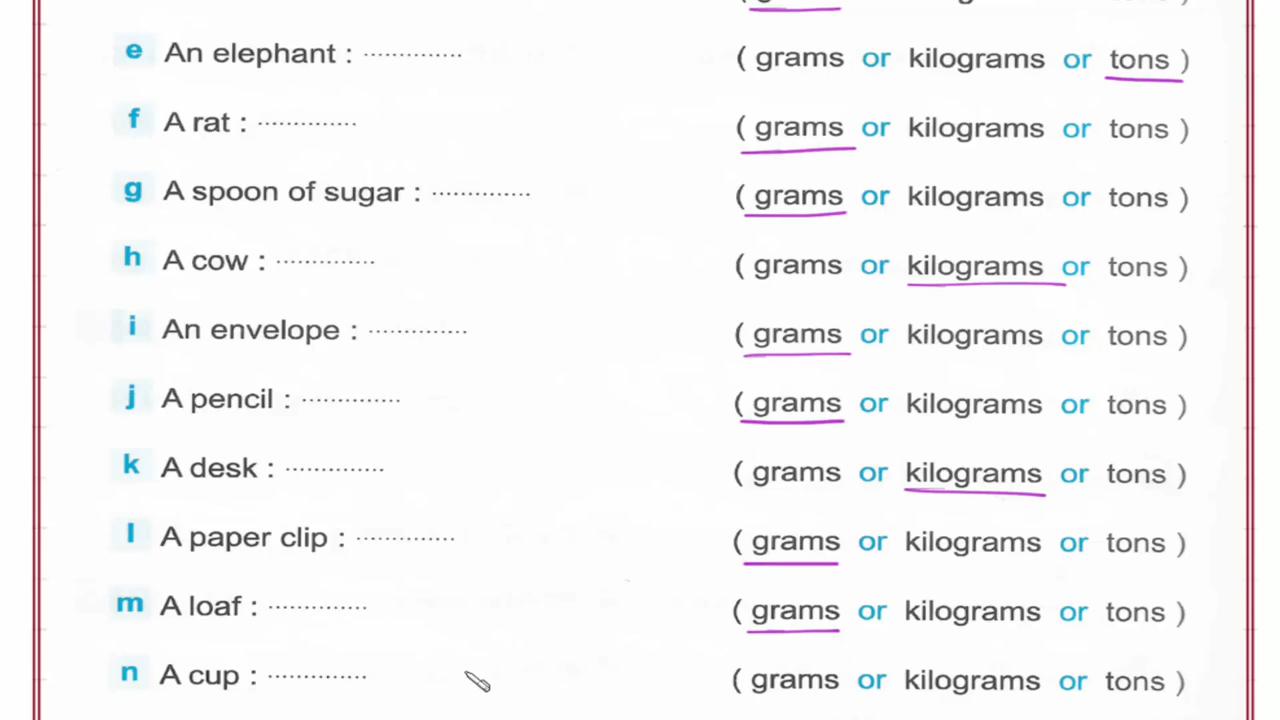 e An elephant : ............. ( grams or kilograms or tons )
f A rat : ............. ( grams or kilograms or tons )
g A spoon of sugar : ............. ( grams or kilograms or tons )
h A cow : ............. ( grams or kilograms or tons )
i An envelope : ............. ( grams or kilograms or tons )
j A pencil : ............. ( grams or kilograms or tons )
k A desk : ............. ( grams or kilograms or tons )
l A paper clip : ............. ( grams or kilograms or tons )
m A loaf : ............. ( grams or kilograms or tons )
n A cup : ............. ( grams or kilograms or tons )